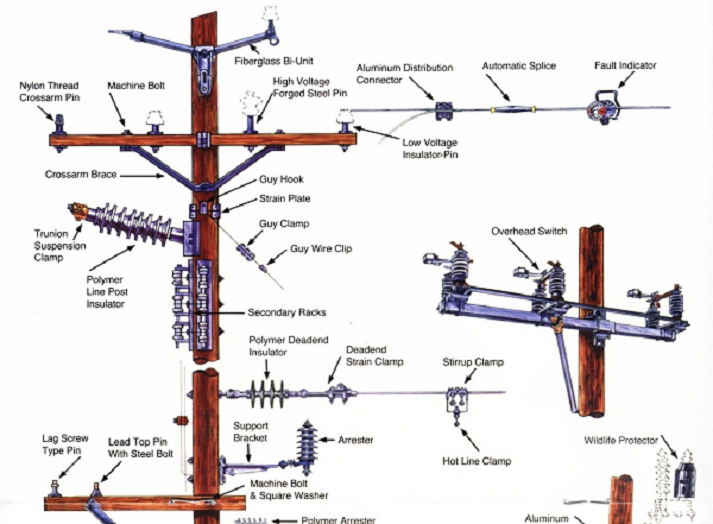 Fiberglass Bi-Unit
Nylon Thread
Crossarm Pin
Machine Bolt
High Voltage
Forged Steel Pin
Aluminum Distribution
Connector
Automatic Splice
Fault Indicator
Low Voltage
Insulator Pin
Crossarm Brace
Guy Hook
Strain Plate
Guy Clamp
Guy Wire Clip
Trunion
Suspension
Clamp
Polymer
Line Post
Insulator
Overhead Switch
Secondary Racks
Polymer Deadend
Insulator
Deadend
Strain Clamp
Stirrup Clamp
Hot Line Clamp
Support
Bracket
Arrester
Lag Screw
Type Pin
Lead Top Pin
With Steel Bolt
Machine Bolt
& Square Washer
Wildlife Protector
Polymer Arrester
Aluminum